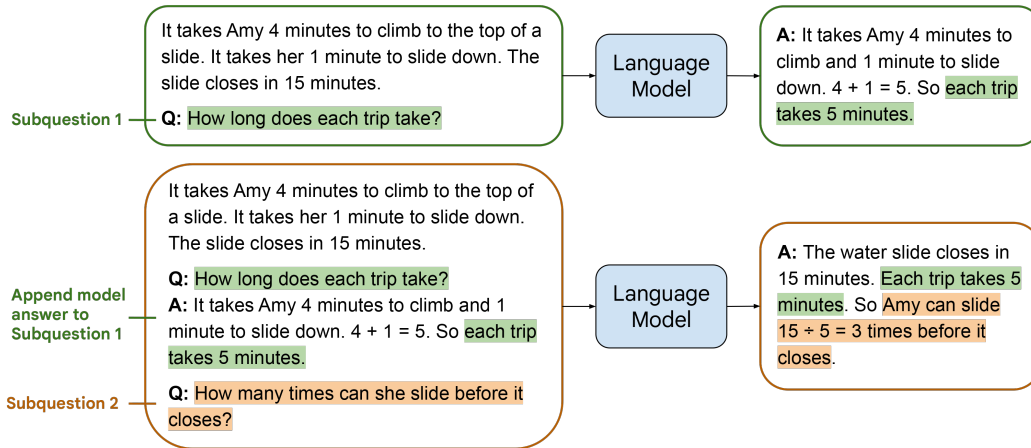 It takes Amy 4 minutes to climb to the top of a
slide. It takes her 1 minute to slide down. The
slide closes in 15 minutes.
Subquestion 1
Q: How long does each trip take?
Language
Model
A: It takes Amy 4 minutes to
climb and 1 minute to slide
down. 4 + 1 = 5. So each trip
takes 5 minutes.
It takes Amy 4 minutes to climb to the top of
a slide. It takes her 1 minute to slide down.
The slide closes in 15 minutes.
Append model
answer to
Subquestion 1
Q: How long does each trip take?
A: It takes Amy 4 minutes to climb and 1
minute to slide down. 4 + 1 = 5. So each trip
takes 5 minutes.
Subquestion 2
Q: How many times can she slide before it
closes?
Language
Model
A: The water slide closes in
15 minutes. Each trip takes 5
minutes. So Amy can slide
15 ÷ 5 = 3 times before it
closes.